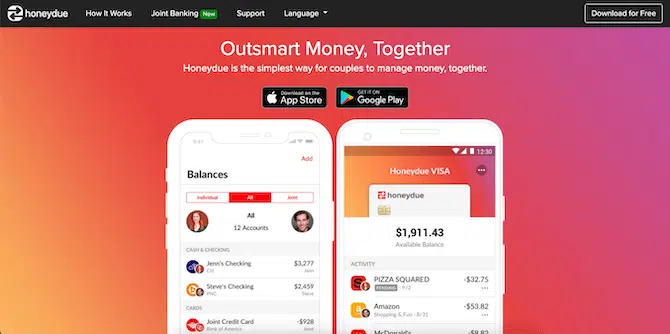 honeydue
How It Works
Joint Banking New
Support
Language
Download for Free
Outsmart Money, Together
Honeydue is the simplest way for couples to manage money, together.
Download on the
App Store
GET IT ON
Google Play
9:41
Add
Balances
Individual
All
Joint
All
12 Accounts
CASH & CHECKING
Jenn's Checking
$3,277
Citi
Jenn
Steve's Checking
$2,459
PNC
Steve
CARDS
Joint Credit Card
-$928
Bank of America
Joint
12:30
Honeydue VISA
honeydue
$1,911.43
Available Balance
ACTIVITY
PIZZA SQUARED
-$32.75
PENDING - 9/2
Amazon
-$53.82
Shopping & Fun - 8/31
McDonald's
-$8.34